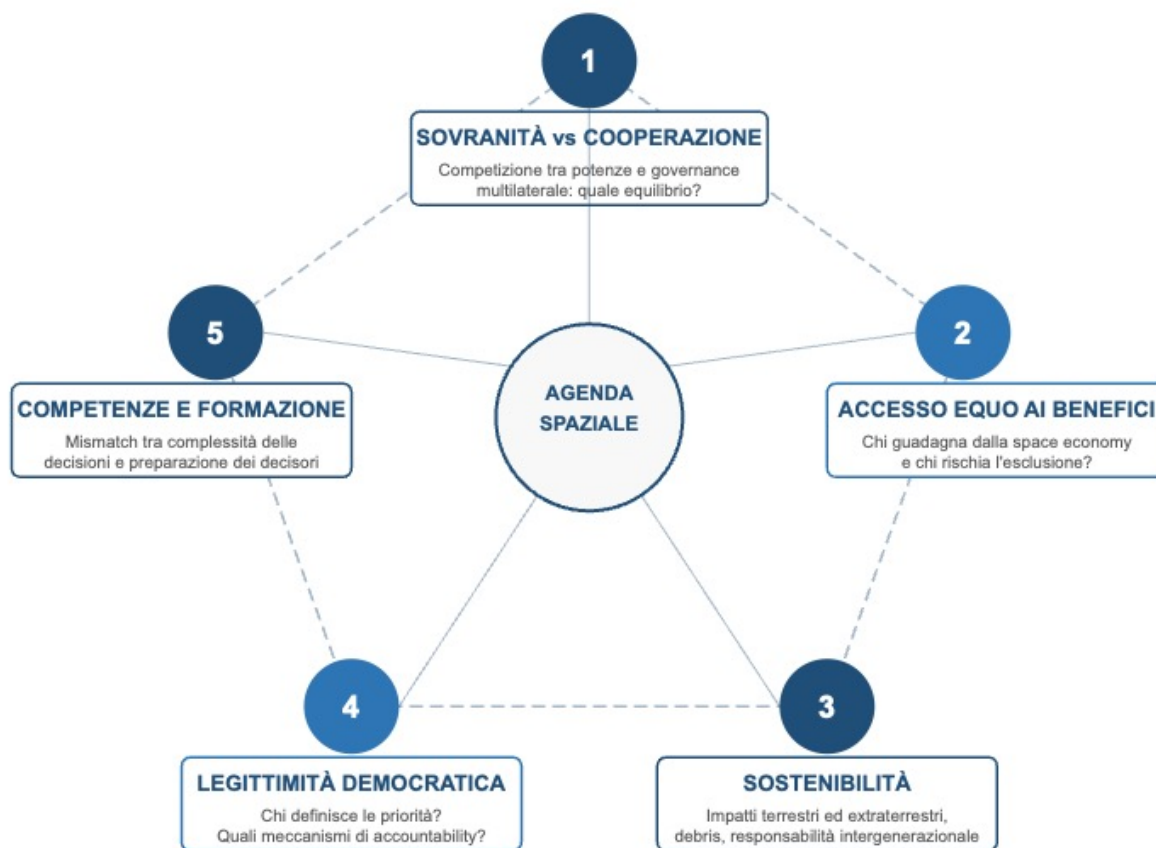 1
SOVRANITÀ vs COOPERAZIONE
Competizione tra potenze e governance
multilaterale: quale equilibrio?
5
COMPETENZE E FORMAZIONE
Mismatch tra complessità delle
decisioni e preparazione dei decisori
AGENDA
SPAZIALE
2
ACCESSO EQUO AI BENEFICI
Chi guadagna dalla space economy
e chi rischia l'esclusione?
4
LEGITTIMITÀ DEMOCRATICA
Chi definisce le priorità?
Quali meccanismi di accountability?
3
SOSTENIBILITÀ
Impatti terrestri ed extraterrestri,
debris, responsabilità intergenerazionale